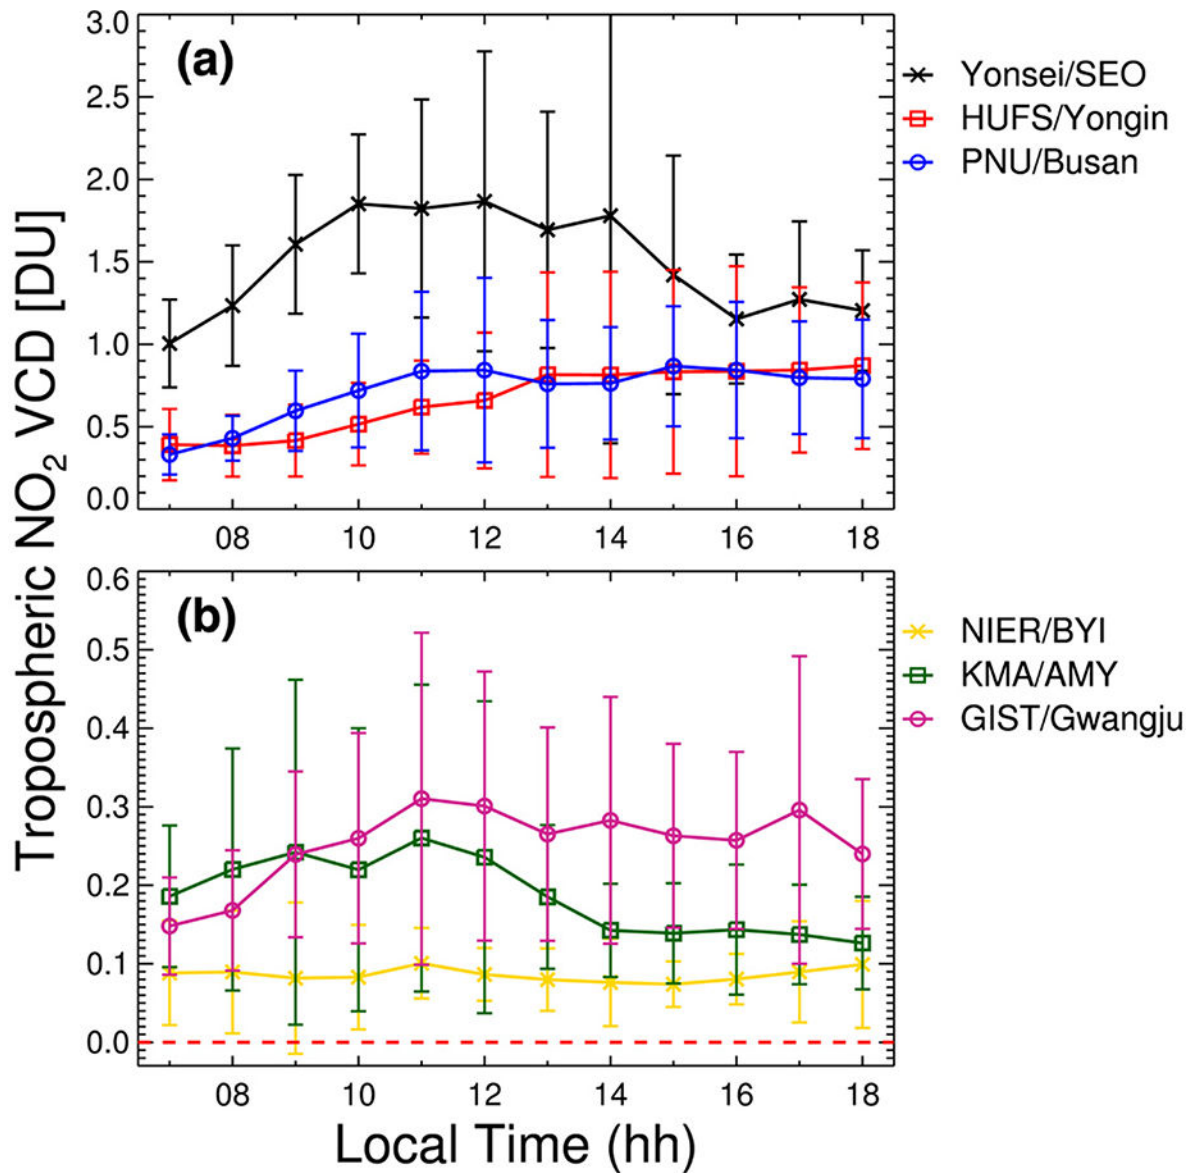 Tropospheric NO₂ VCD [DU]
(a)
3.0
2.5
2.0
1.5
1.0
0.5
0.0
08 10 12 14 16 18
Yonsei/SEO
HUFS/Yongin
PNU/Busan
(b)
0.6
0.5
0.4
0.3
0.2
0.1
0.0
08 10 12 14 16 18
NIER/BYI
KMA/AMY
GIST/Gwangju
Local Time (hh)